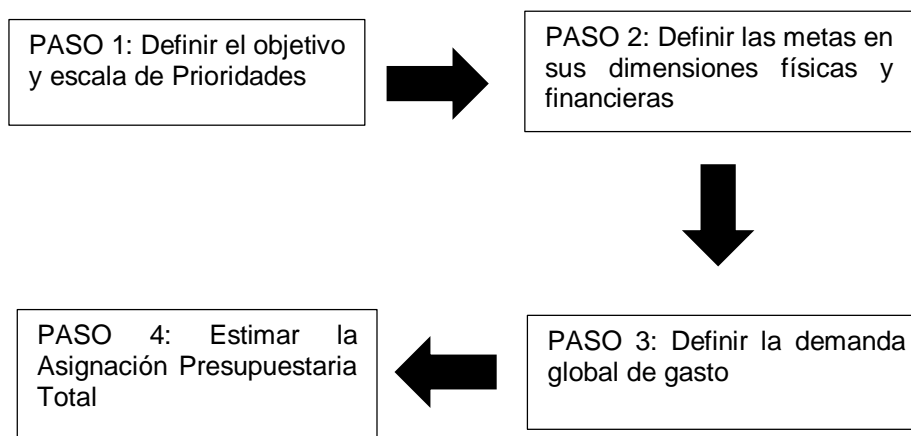 PASO 1: Definir el objetivo
y escala de Prioridades
PASO 2: Definir las metas en
sus dimensiones físicas y
financieras
PASO 3: Definir la demanda
global de gasto
PASO 4: Estimar la
Asignación Presupuestaria
Total